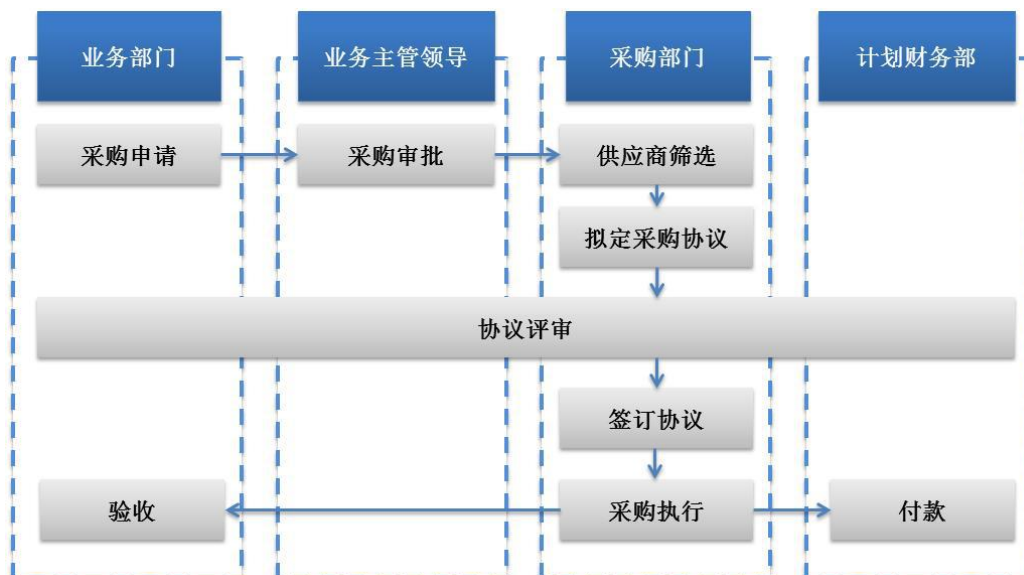 业务部门
业务主管领导
采购部门
计划财务部
采购申请
采购审批
供应商筛选
拟定采购协议
协议评审
签订协议
验收
采购执行
付款